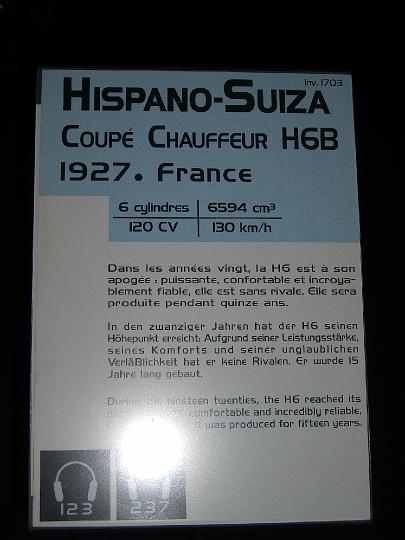 Inv. 1703
HISPANO-SUIZA
COUPÉ CHAUFFEUR H6B
1927. France
6 cylindres 6594 cm³
120 CV 130 km/h
Dans les années vingt, la H6 est à son
apogée : puissante, confortable et incroya-
blement fiable, elle est sans rivale. Elle sera
produite pendant quinze ans.
In den zwanziger Jahren hat der H6 seinen
Höhepunkt erreicht: Aufgrund seiner Leistungsstärke,
seines Komforts und seiner unglaublichen
Verläßlichkeit hat er keine Rivalen. Er wurde 15
Jahre lang gebaut.
During the nineteen twenties, the H6 reached its
comfortable and incredibly reliable,
was produced for fifteen years.
123 237